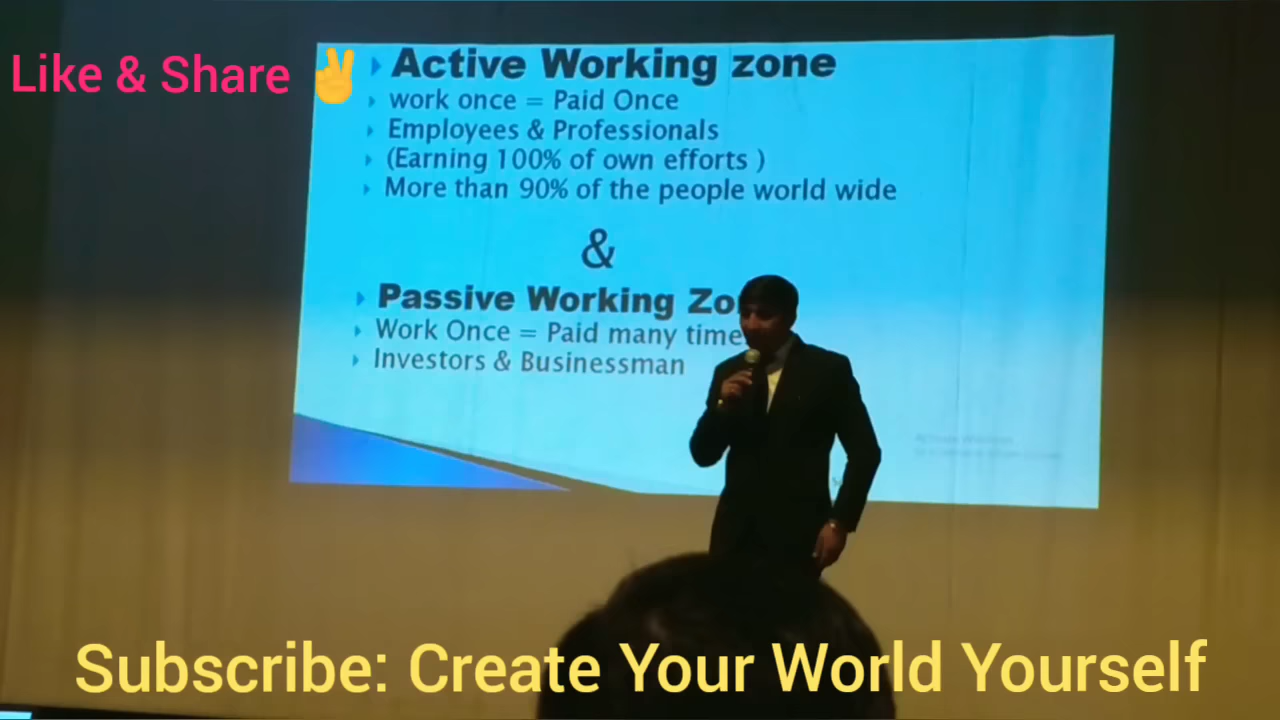 Like & Share ✌
Active Working zone
work once = Paid Once
Employees & Professionals
(Earning 100% of own efforts )
More than 90% of the people world wide
&
Passive Working Zo
Work Once = Paid many time
Investors & Businessman
Subscribe: Create Your World Yourself